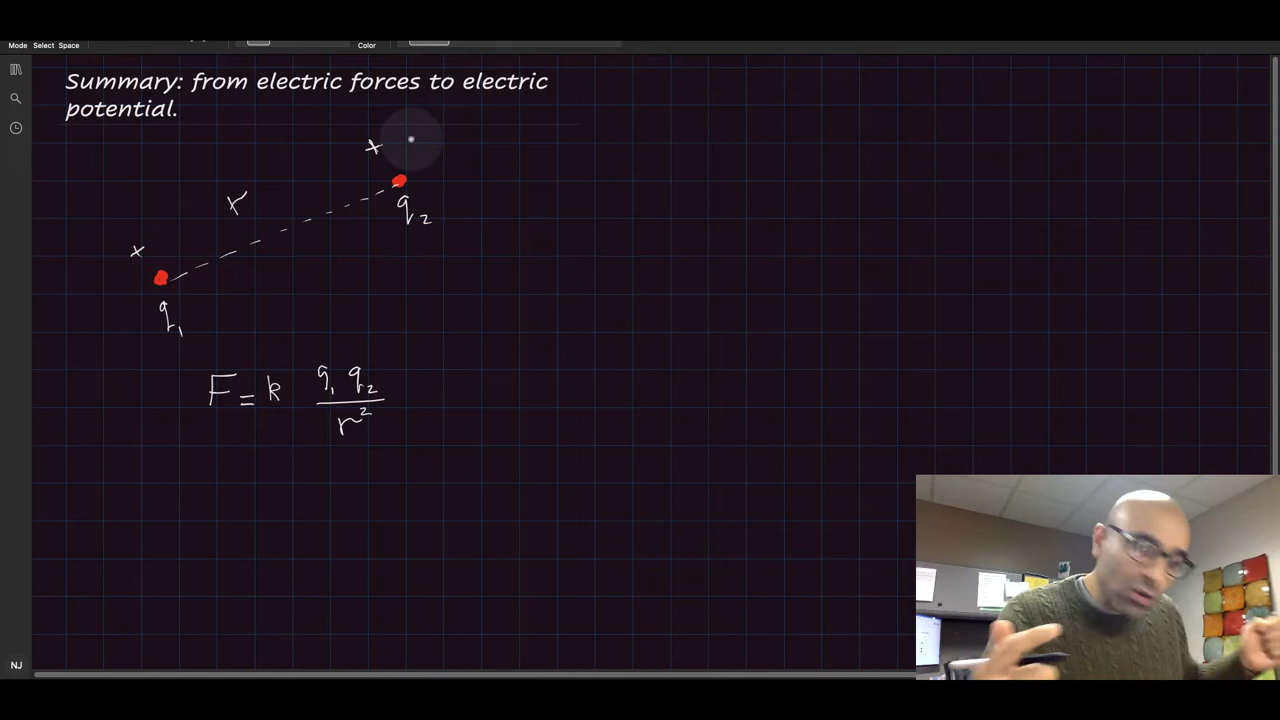 Mode Select Space Color
Summary: from electric forces to electric
potential.
+
r
q2
+
q1
F = k q1 q2 / r²
NJ